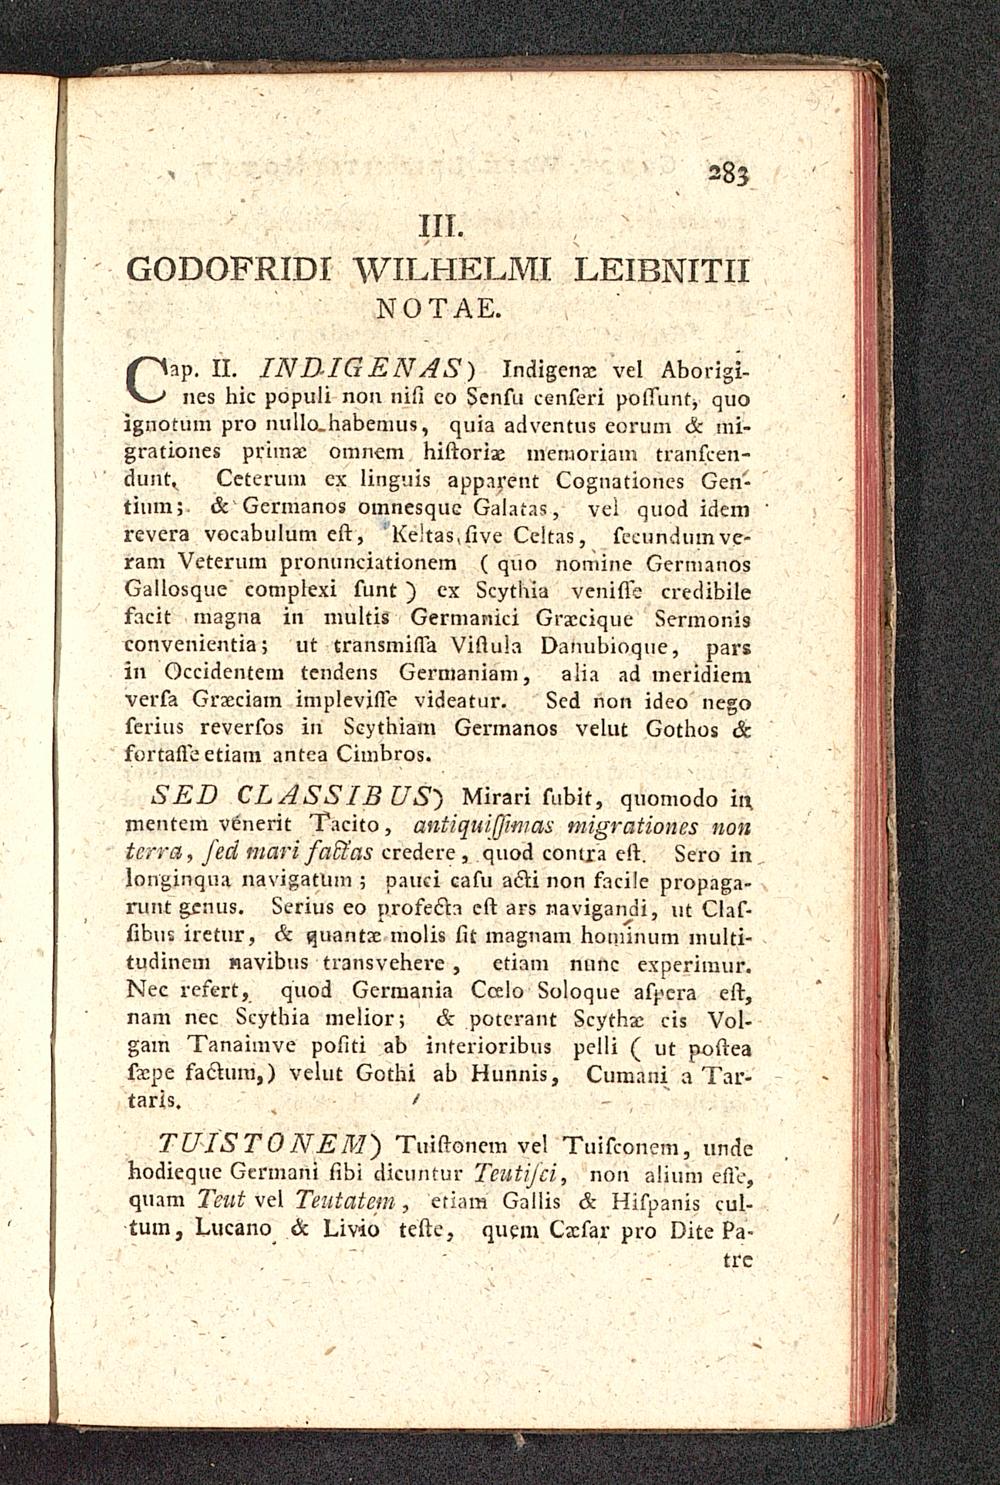 283
III.
GODOFRIDI WILHELMI LEIBNITII
NOTAE.
Cap. II. INDIGENAS) Indigenæ vel Aborigi-
nes hic populi non niſi eo Senſu cenſeri poſſunt, quo
ignotum pro nullo habemus, quia adventus eorum & mi-
grationes primæ omnem hiſtoriæ memoriam tranſcen-
dunt. Ceterum ex linguis apparent Cognationes Gen-
tium; & Germanos omnesque Galatas, vel quod idem
revera vocabulum eſt, Keltas ſive Celtas, ſecundum ve-
ram Veterum pronunciationem ( quo nomine Germanos
Gallosque complexi ſunt ) ex Scythia veniſſe credibile
facit magna in multis Germanici Græcique Sermonis
convenientia; ut transmiſſa Viſtula Danubioque, pars
in Occidentem tendens Germaniam, alia ad meridiem
verſa Græciam impleviſſe videatur. Sed non ideo nego
ſerius reverſos in Scythiam Germanos velut Gothos &
fortaſſe etiam antea Cimbros.
SED CLASSIBUS) Mirari ſubit, quomodo in
mentem venerit Tacito, antiquiſſimas migrationes non
terra, ſed mari factas credere, quod contra eſt. Sero in
longinqua navigatum; pauci caſu acti non facile propaga-
runt genus. Serius eo profecta eſt ars navigandi, ut Claſ-
ſibus iretur, & quantæ molis ſit magnam hominum multi-
tudinem navibus transvehere, etiam nunc experimur.
Nec refert, quod Germania Cœlo Soloque aſpera eſt,
nam nec Scythia melior; & poterant Scythæ cis Vol-
gam Tanaimve poſiti ab interioribus pelli ( ut poſtea
ſæpe factum,) velut Gothi ab Hunnis, Cumani a Tar-
taris.
TUISTONEM) Tuiſtonem vel Tuiſconem, unde
hodieque Germani ſibi dicuntur Teutiſci, non alium eſſe,
quam Teut vel Teutatem, etiam Gallis & Hiſpanis cul-
tum, Lucano & Livio teſte, quem Cæſar pro Dite Pa-
tre